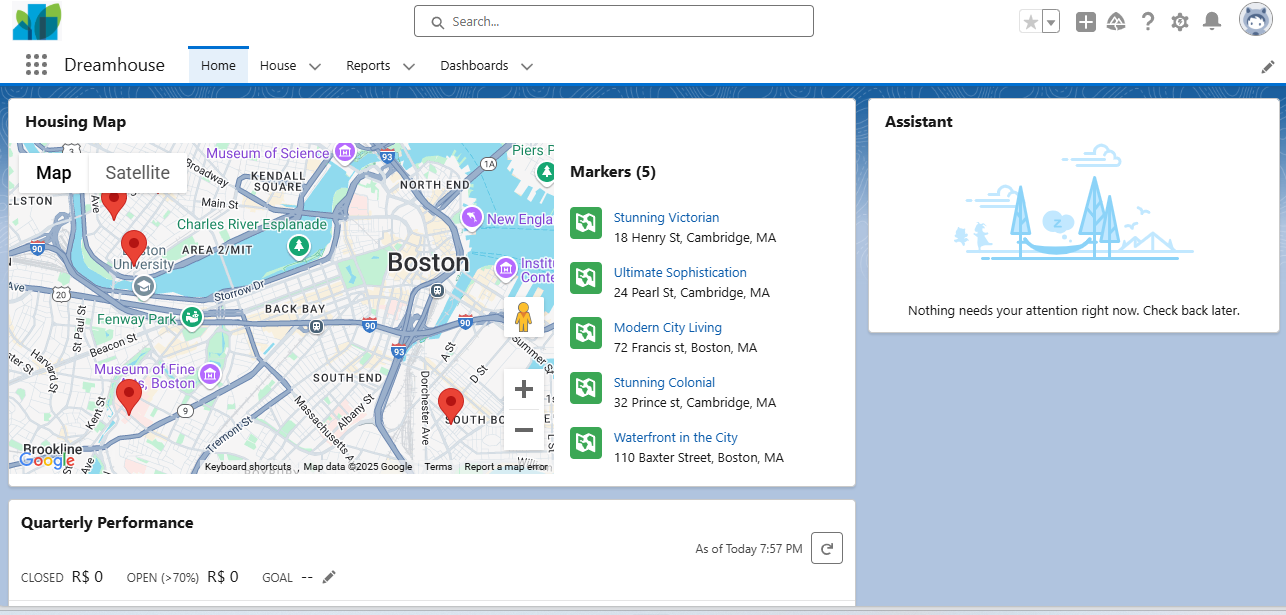 Search...
Dreamhouse
Home
House
Reports
Dashboards
Housing Map
Map
Satellite
Museum of Science
93
1A
Piers P
Broadway
KENDALL
SQUARE
NORTH END
LLSTON
Ave
Main St
Charles River Esplanade
New Engla
90
AREA 2/MIT
ton
University
Boston
Instit
Conte
Ave
20
Storrow Dr
BACK BAY
Fenway Park
90
90
S t Paul St
Beacon St
93
A St
Summer St
Harvard St
Museum of Fine
Arts, Boston
SOUTH END
D St
Dorchester Ave
Kent St
9
Massachusetts
Albany St
SOUTH BO
E
Tremont St
Brookline
Google
Keyboard shortcuts
Map data ©2025 Google
Terms
Report a map error
Markers (5)
Stunning Victorian
18 Henry St, Cambridge, MA
Ultimate Sophistication
24 Pearl St, Cambridge, MA
Modern City Living
72 Francis st, Boston, MA
Stunning Colonial
32 Prince st, Cambridge, MA
Waterfront in the City
110 Baxter Street, Boston, MA
Assistant
Z
Nothing needs your attention right now. Check back later.
Quarterly Performance
As of Today 7:57 PM
CLOSED R$ 0 OPEN (>70%) R$ 0 GOAL --